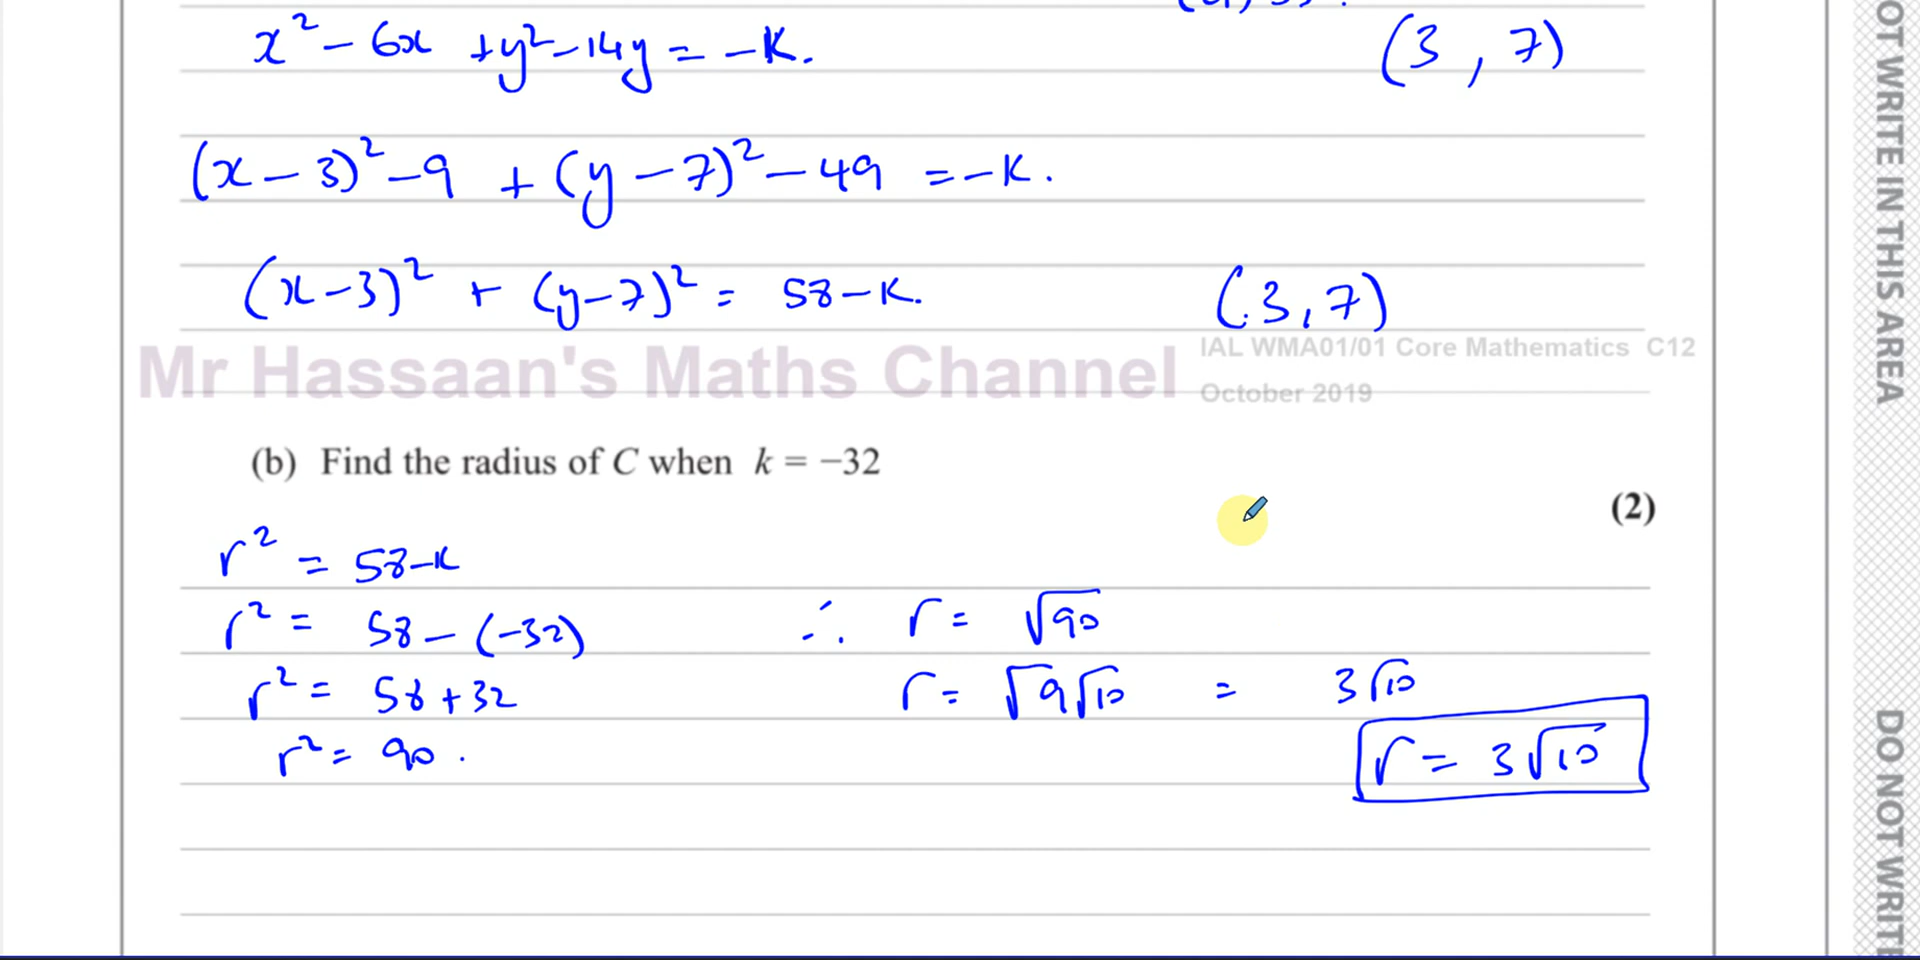 x² - 6x + y² - 14y = -K.
(3, 7)
(x - 3)² - 9 + (y - 7)² - 49 = -K.
(x - 3)² + (y - 7)² = 58 - K.
(3, 7)
Mr Hassaan's Maths Channel
IAL WMA01/01 Core Mathematics C12
October 2019
(b) Find the radius of C when k = −32
(2)
r² = 58 - K
r² = 58 - (-32)
r² = 58 + 32
r² = 90 .
∴ r = √90
r = √9√10 = 3√10
r = 3√10
OT WRITE IN THIS AREA
DO NOT WRITE